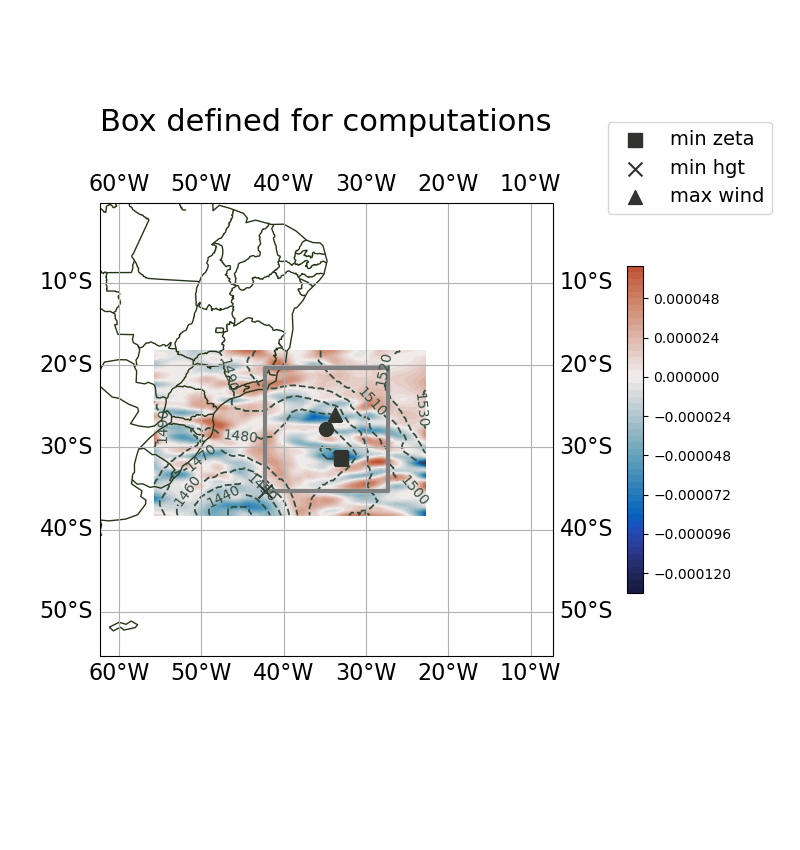 Box defined for computations
min zeta
min hgt
max wind
60°W 50°W 40°W 30°W 20°W 10°W
10°S 10°S
20°S 20°S
30°S 30°S
40°S 40°S
50°S 50°S
60°W 50°W 40°W 30°W 20°W 10°W
0.000048
0.000024
0.000000
−0.000024
−0.000048
−0.000072
−0.000096
−0.000120
1520
1510
1530
1480
1470
1460
1440
1500